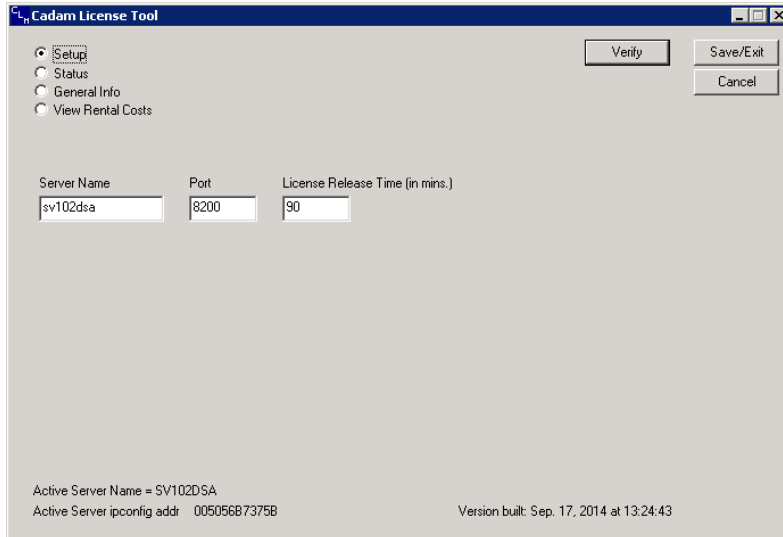 CLM Cadam License Tool
Setup
Status
General Info
View Rental Costs
Verify
Save/Exit
Cancel
Server Name Port License Release Time (in mins.)
sv102dsa 8200 90
Active Server Name = SV102DSA
Active Server ipconfig addr 005056B7375B Version built: Sep. 17, 2014 at 13:24:43